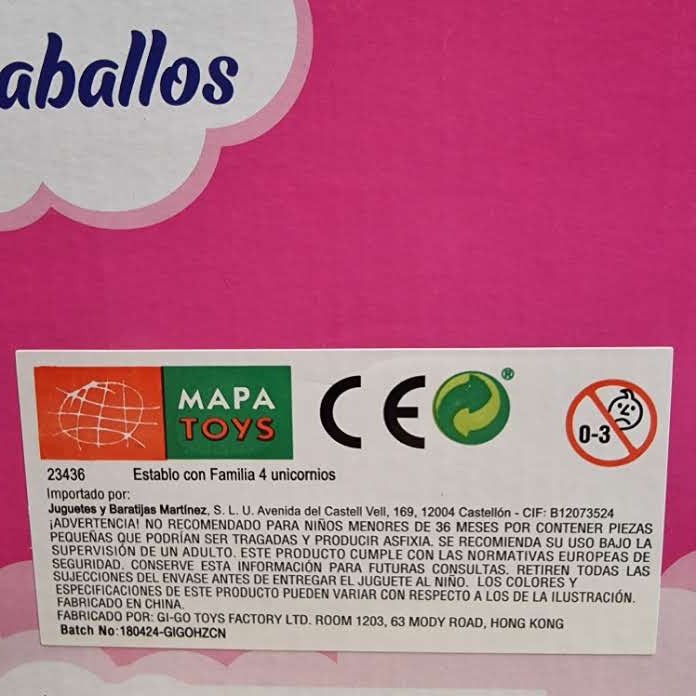 aballos
MAPA
TOYS
CE
®
0-3
23436 Establo con Familia 4 unicornios
Importado por:
Juguetes y Baratijas Martínez, S. L. U. Avenida del Castell Vell, 169, 12004 Castellón - CIF: B12073524
¡ADVERTENCIA! NO RECOMENDADO PARA NIÑOS MENORES DE 36 MESES POR CONTENER PIEZAS
PEQUEÑAS QUE PODRÍAN SER TRAGADAS Y PRODUCIR ASFIXIA. SE RECOMIENDA SU USO BAJO LA
SUPERVISIÓN DE UN ADULTO. ESTE PRODUCTO CUMPLE CON LAS NORMATIVAS EUROPEAS DE
SEGURIDAD. CONSERVE ESTA INFORMACIÓN PARA FUTURAS CONSULTAS. RETIREN TODAS LAS
SUJECCIONES DEL ENVASE ANTES DE ENTREGAR EL JUGUETE AL NIÑO. LOS COLORES Y
ESPECIFICACIONES DE ESTE PRODUCTO PUEDEN VARIAR CON RESPECTO A LOS DE LA ILUSTRACIÓN.
FABRICADO EN CHINA.
FABRICADO POR: GI-GO TOYS FACTORY LTD. ROOM 1203, 63 MODY ROAD, HONG KONG
Batch No:180424-GIGOHZCN